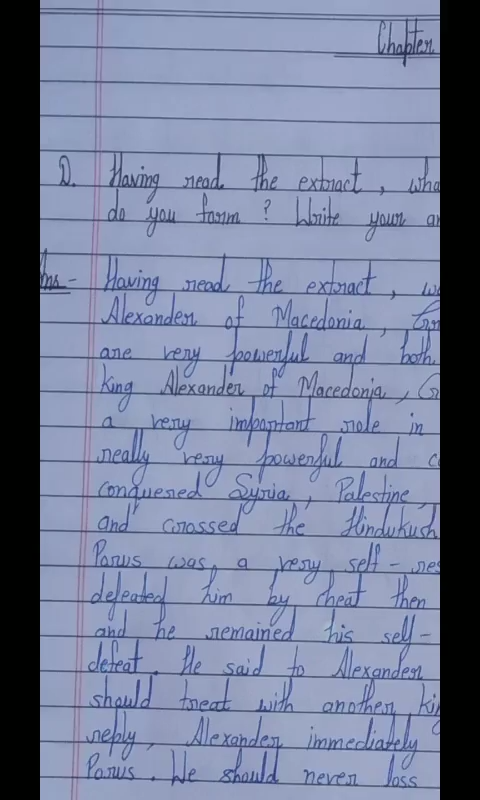 Chapter
D. Having read the extract, wha
do you form? Write your an
Ans - Having read the extract, w
Alexander of Macedonia,
are very powerful and both
king Alexander of Macedonia, G
a very important role in
really very powerful and c
conquered Syria, Palestine,
and crossed the Hindukush
Porus was, a very self-res
defeated him by cheat then
and he remained his self-
defeat. He said to Alexander
should treat with another kin
reply, Alexander immediately
Porus. We should never loss